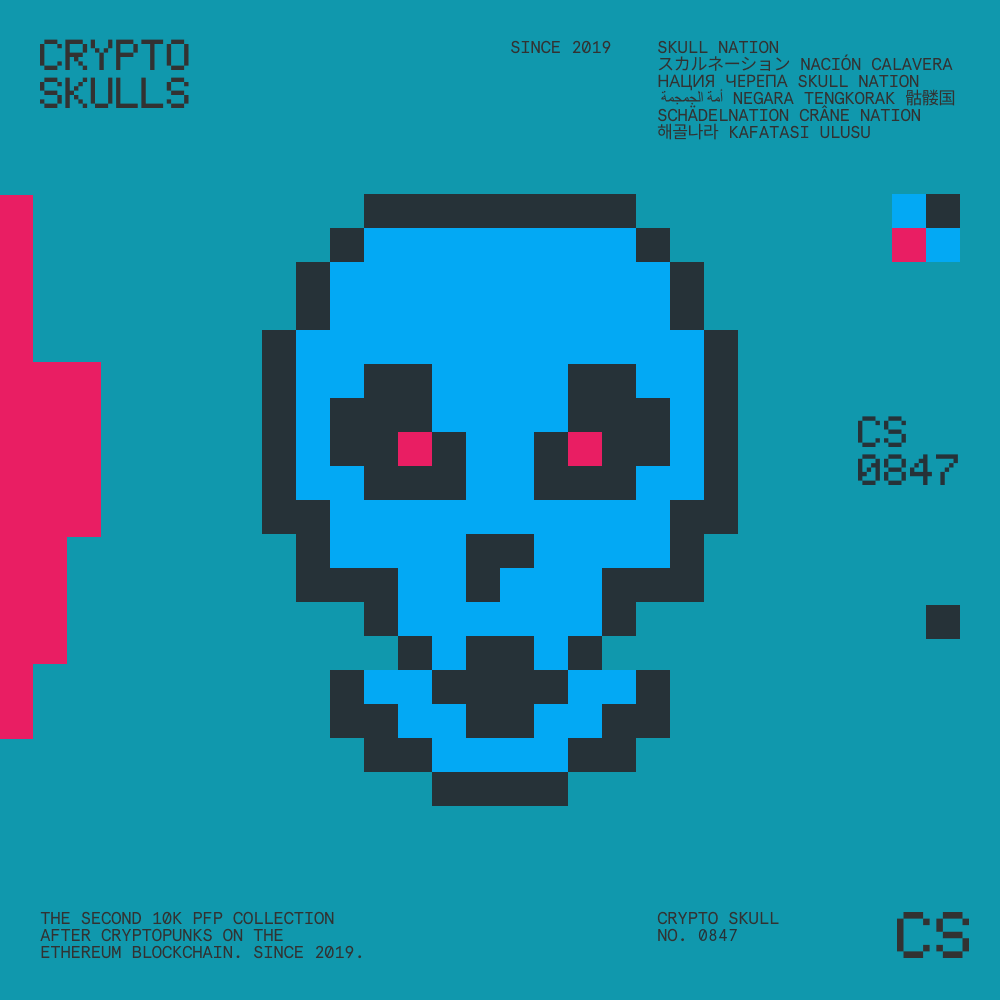 CRYPTO
SKULLS
SINCE 2019
SKULL NATION
スカルネーション NACIÓN CALAVERA
НАЦИЯ ЧЕРЕПА SKULL NATION
أمة الجمجمة NEGARA TENGKORAK 骷髅国
SCHÄDELNATION CRÂNE NATION
해골나라 KAFATASI ULUSU
CS
0847
THE SECOND 10K PFP COLLECTION
AFTER CRYPTOPUNKS ON THE
ETHEREUM BLOCKCHAIN. SINCE 2019.
CRYPTO SKULL
NO. 0847
CS